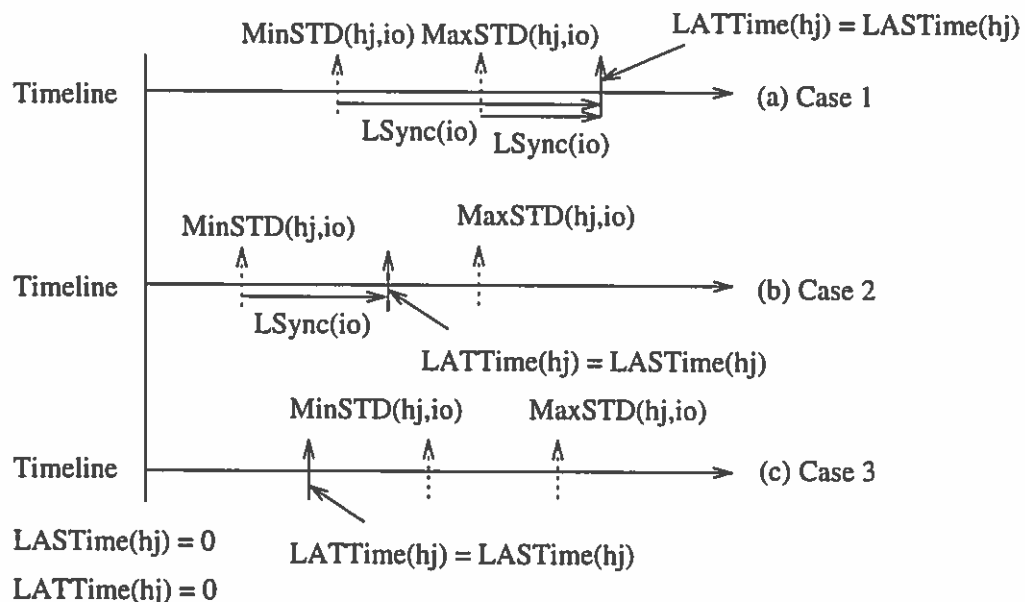 LATTime(hj) = LASTime(hj)
MinSTD(hj,io) MaxSTD(hj,io)
Timeline
(a) Case 1
LSync(io)
LSync(io)
MinSTD(hj,io)
MaxSTD(hj,io)
Timeline
(b) Case 2
LSync(io)
LATTime(hj) = LASTime(hj)
MinSTD(hj,io)
MaxSTD(hj,io)
Timeline
(c) Case 3
LASTime(hj) = 0
LATTime(hj) = LASTime(hj)
LATTime(hj) = 0